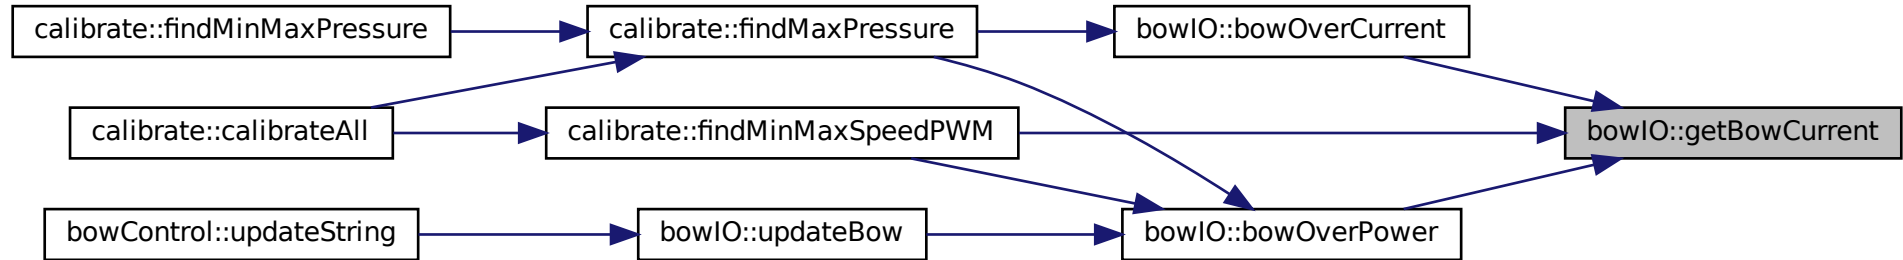 calibrate::findMinMaxPressure
calibrate::findMaxPressure
bowIO::bowOverCurrent
calibrate::calibrateAll
calibrate::findMinMaxSpeedPWM
bowIO::getBowCurrent
bowControl::updateString
bowIO::updateBow
bowIO::bowOverPower